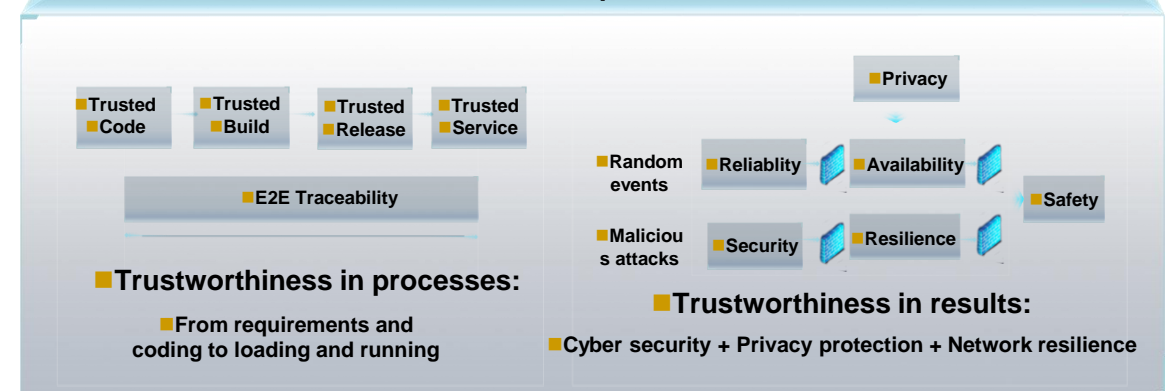 ■Trusted
■Code
■Trusted
■Build
■Trusted
■Release
■Trusted
■Service
■E2E Traceability
■Trustworthiness in processes:
■From requirements and
coding to loading and running
■Privacy
■Random
events
■Reliablity
■Availability
■Safety
■Maliciou
s attacks
■Security
■Resilience
■Trustworthiness in results:
■Cyber security + Privacy protection + Network resilience